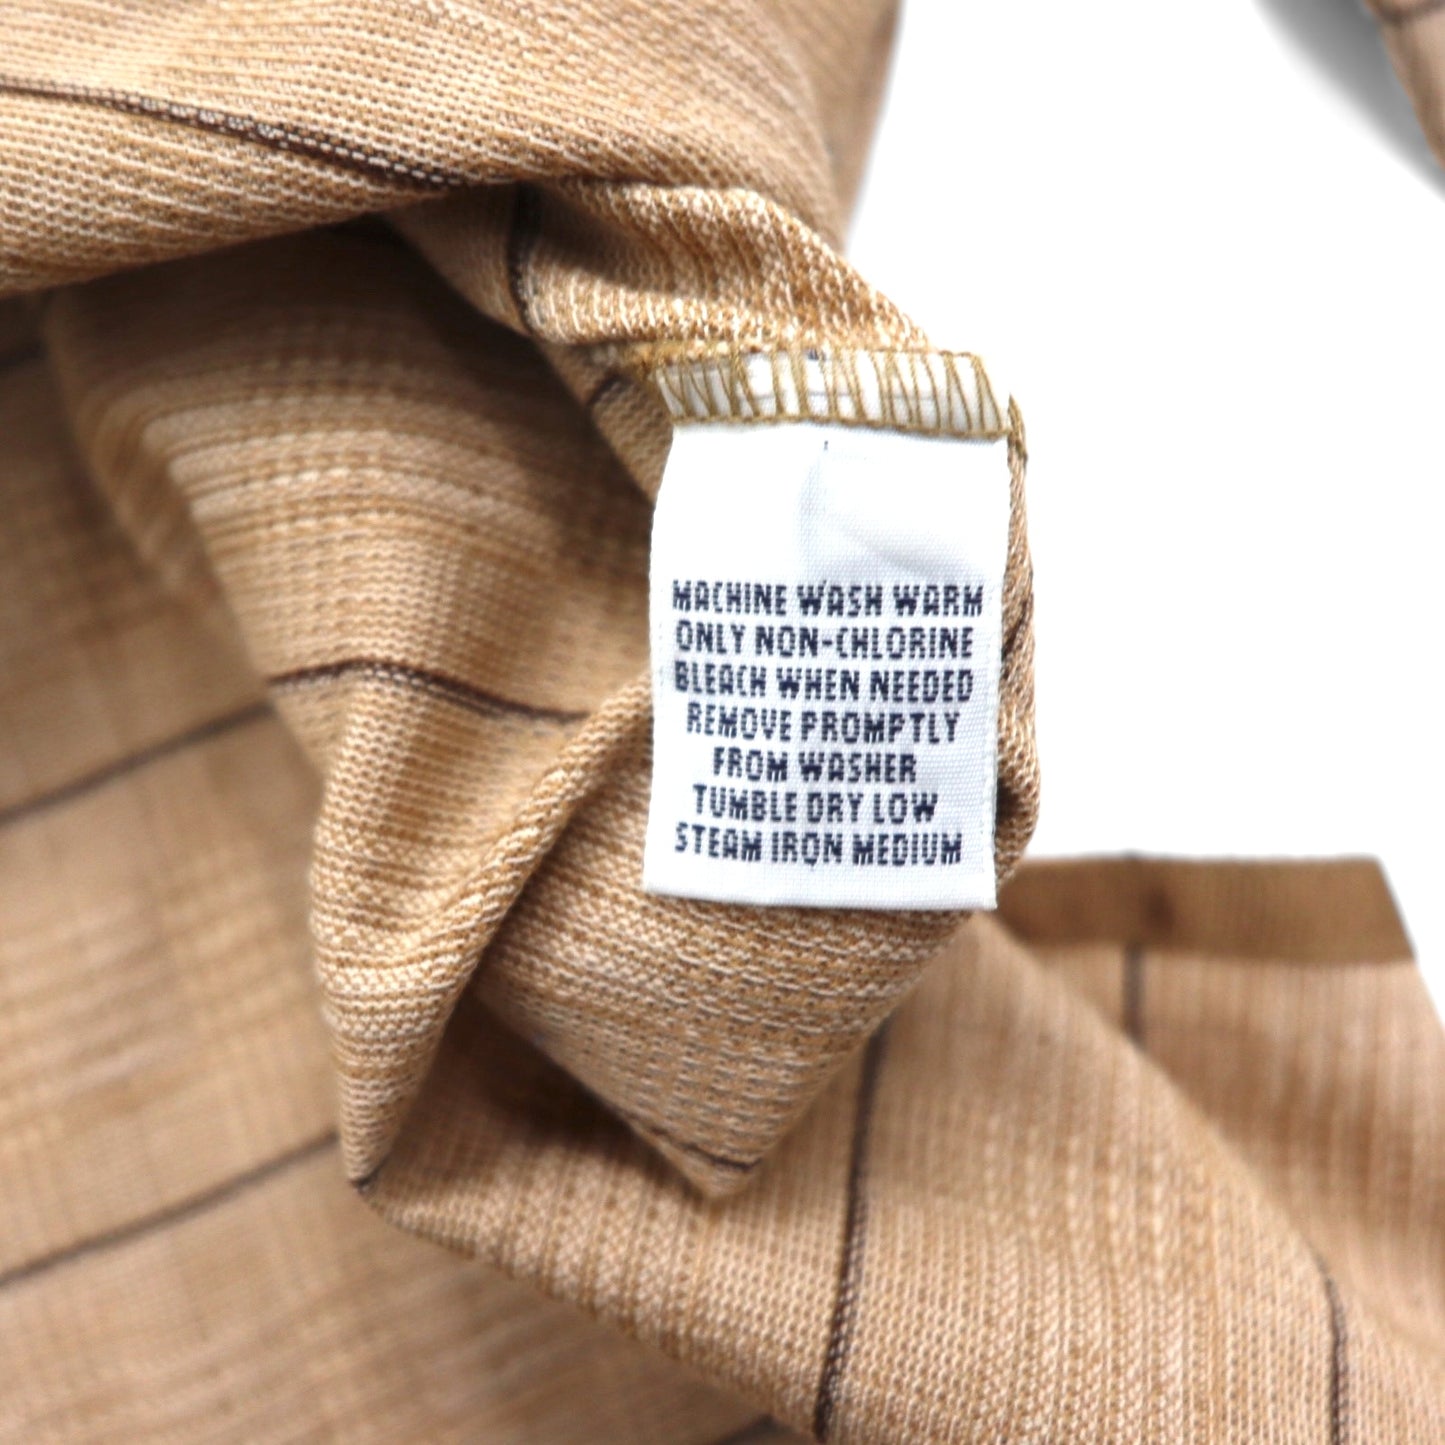 MACHINE WASH WARM
ONLY NON-CHLORINE
BLEACH WHEN NEEDED
REMOVE PROMPTLY
FROM WASHER
TUMBLE DRY LOW
STEAM IRON MEDIUM